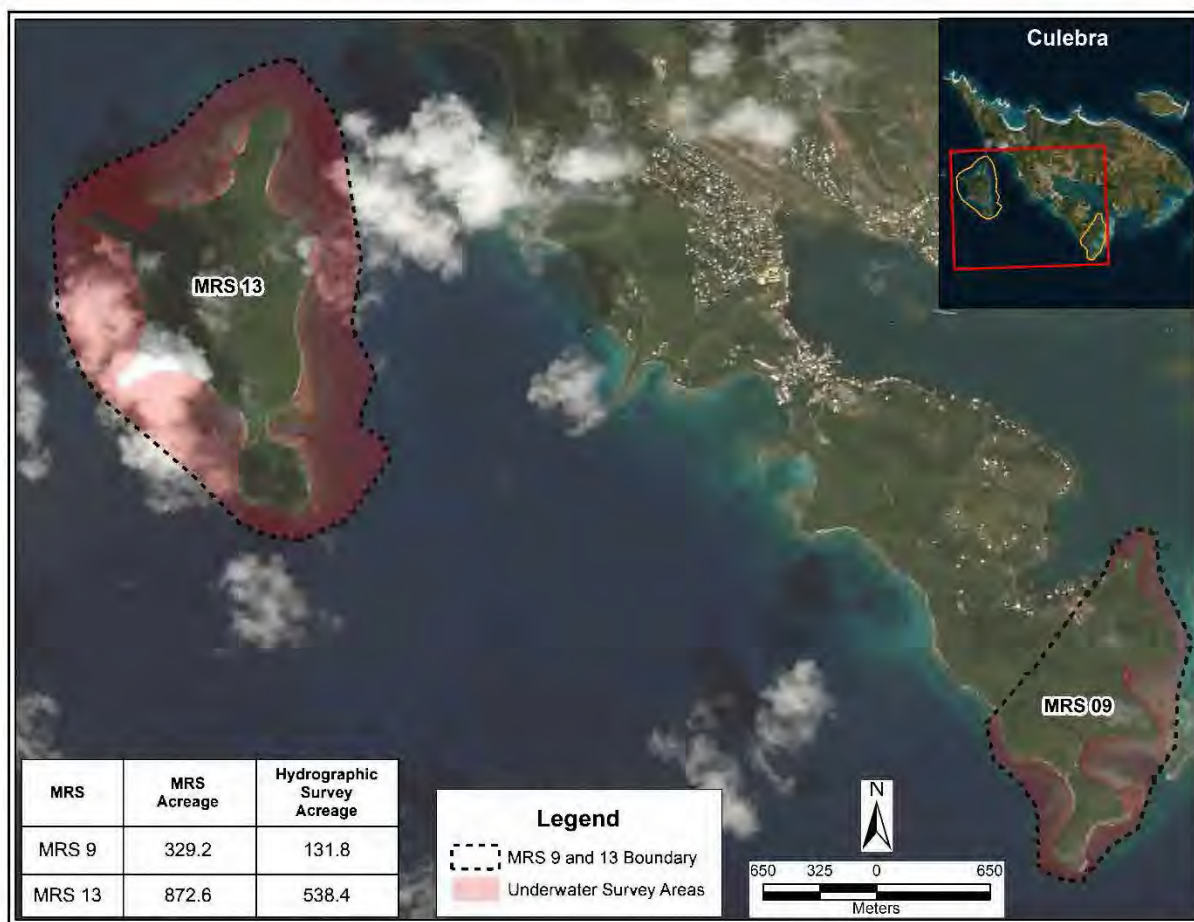 Culebra
MRS 13
MRS 09
MRS
MRS
Acreage
Hydrographic
Survey
Acreage
MRS 9
329.2
131.8
MRS 13
872.6
538.4
Legend
MRS 9 and 13 Boundary
Underwater Survey Areas
N
650 325 0 650
Meters